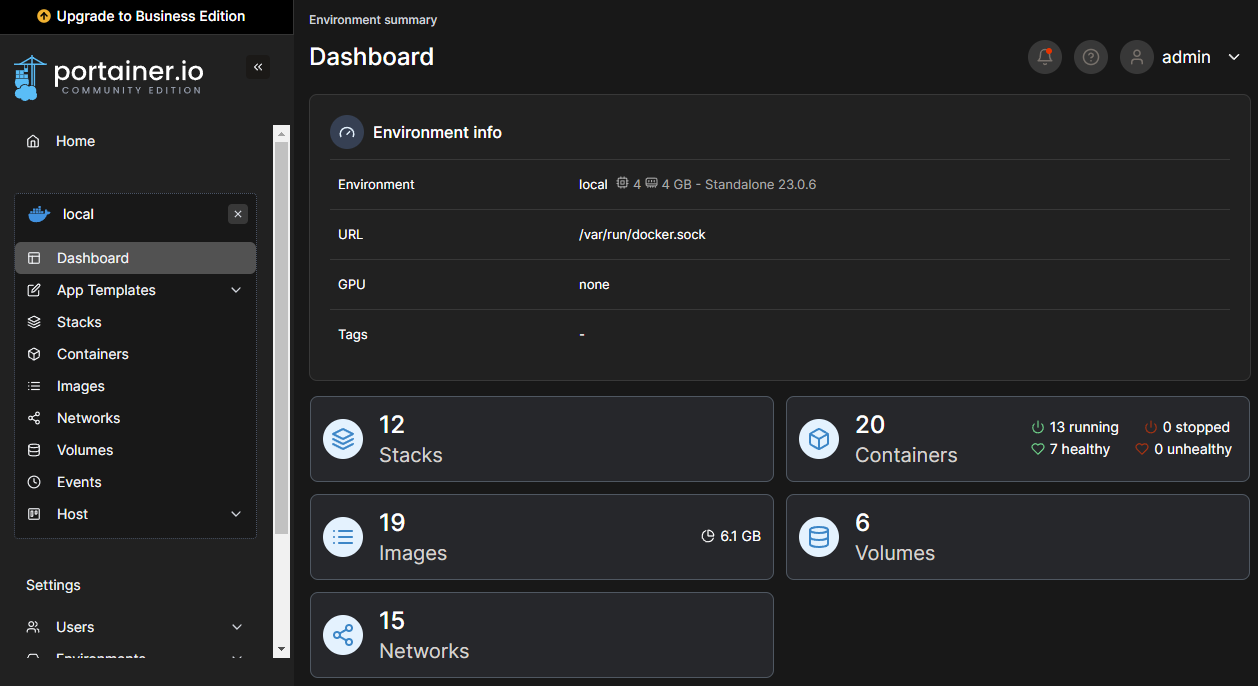 Upgrade to Business Edition
portainer.io
COMMUNITY EDITION
Home
local
Dashboard
App Templates
Stacks
Containers
Images
Networks
Volumes
Events
Host
Settings
Users
Environments
Environment summary
Dashboard
admin
Environment info
Environment local 4 4 GB - Standalone 23.0.6
URL /var/run/docker.sock
GPU none
Tags -
12
Stacks
20
Containers
13 running 0 stopped
7 healthy 0 unhealthy
19
Images
6.1 GB
6
Volumes
15
Networks